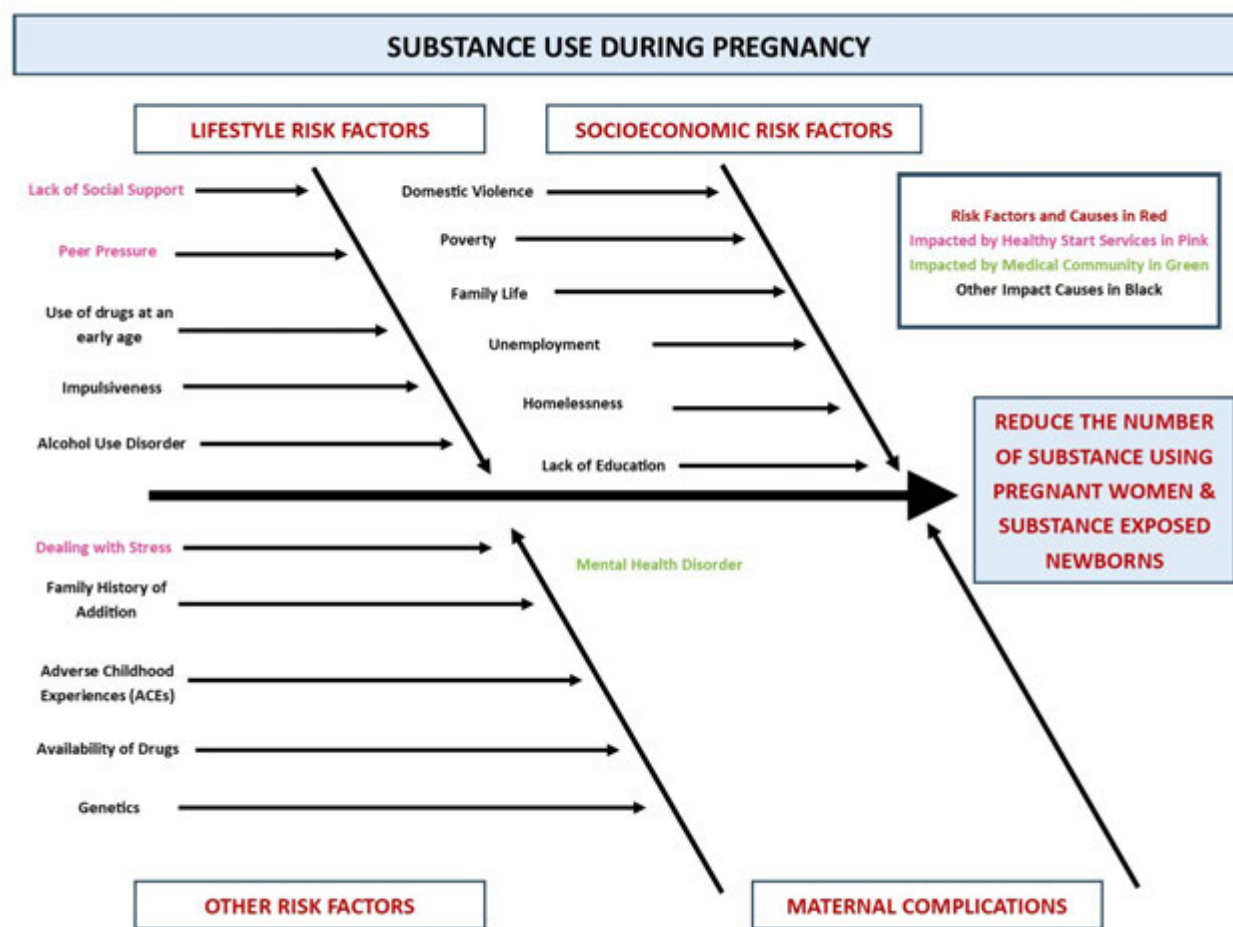 SUBSTANCE USE DURING PREGNANCY
LIFESTYLE RISK FACTORS
SOCIOECONOMIC RISK FACTORS
Lack of Social Support
Peer Pressure
Use of drugs at an
early age
Impulsiveness
Alcohol Use Disorder
Domestic Violence
Poverty
Family Life
Unemployment
Homelessness
Lack of Education
Risk Factors and Causes in Red
Impacted by Healthy Start Services in Pink
Impacted by Medical Community in Green
Other Impact Causes in Black
REDUCE THE NUMBER
OF SUBSTANCE USING
PREGNANT WOMEN &
SUBSTANCE EXPOSED
NEWBORNS
Dealing with Stress
Family History of
Addition
Adverse Childhood
Experiences (ACEs)
Availability of Drugs
Genetics
Mental Health Disorder
OTHER RISK FACTORS
MATERNAL COMPLICATIONS